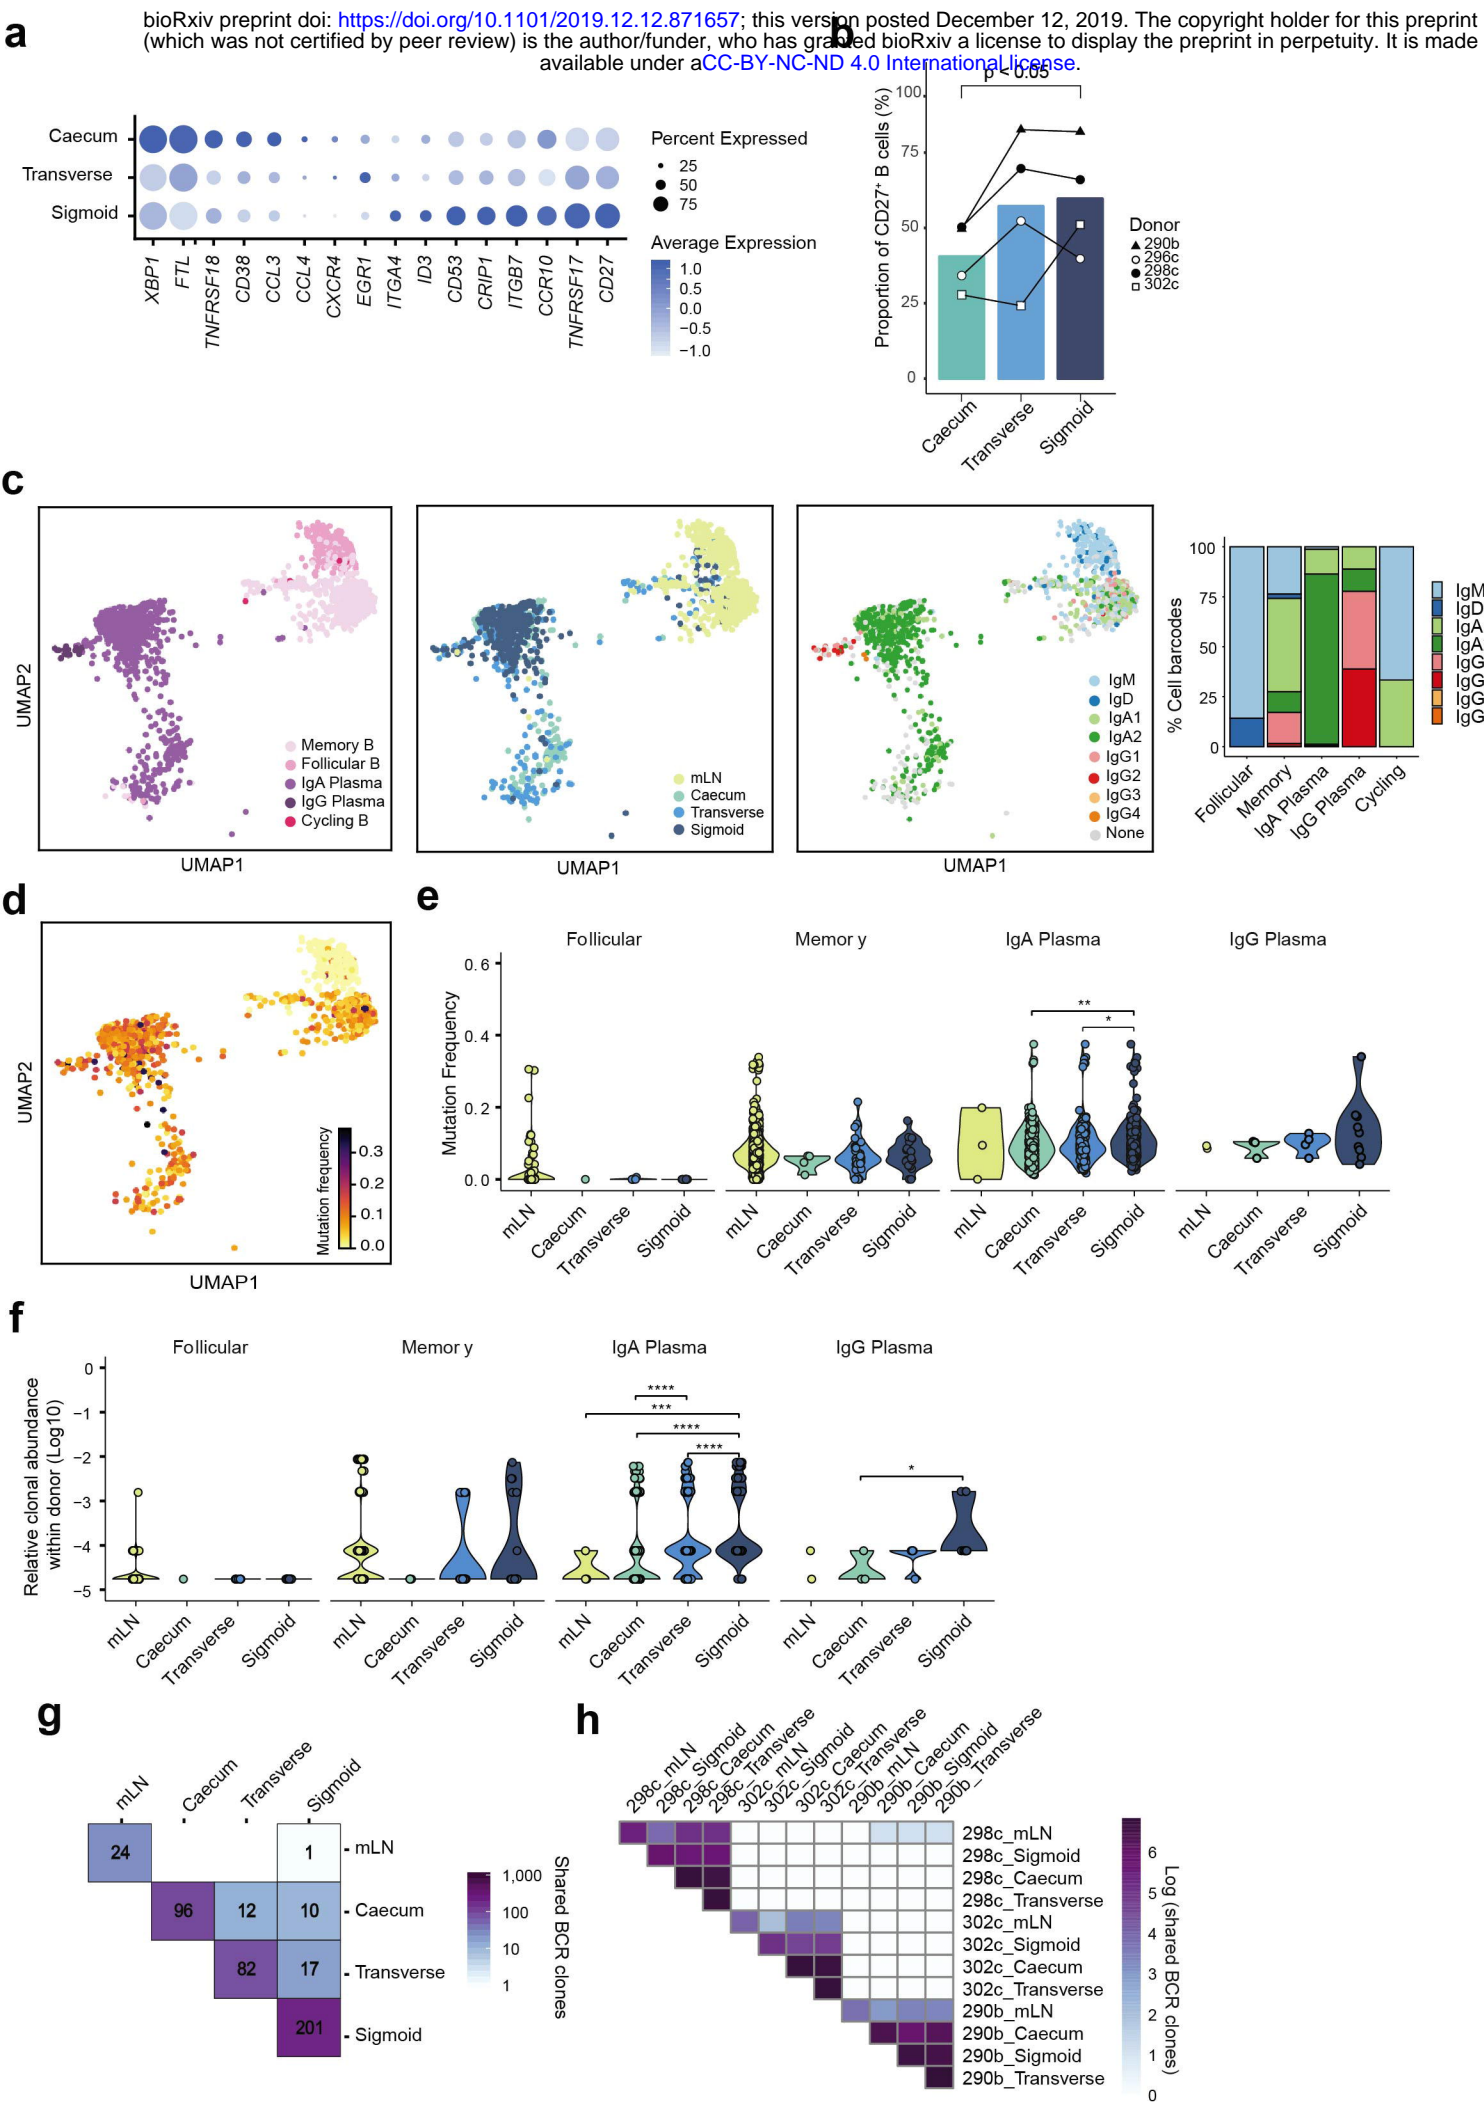 bioRxiv preprint doi: https://doi.org/10.1101/2019.12.12.871657; this version posted December 12, 2019. The copyright holder for this preprint
(which was not certified by peer review) is the author/funder, who has granted bioRxiv a license to display the preprint in perpetuity. It is made
available under aCC-BY-NC-ND 4.0 International license.
a
Caecum
Transverse
Sigmoid
XBP1
FTL
TNFRSF18
CD38
CCL3
CCL4
CXCR4
EGR1
ITGA4
ID3
CD53
CRIP1
ITGB7
CCR10
TNFRSF17
CD27
Percent Expressed
25
50
75
Average Expression
1.0
0.5
0.0
−0.5
−1.0
b
p < 0.05
Proportion of CD27+ B cells (%)
100
75
50
25
0
Caecum
Transverse
Sigmoid
Donor
290b
296c
298c
302c
c
UMAP2
UMAP1
Memory B
Follicular B
IgA Plasma
IgG Plasma
Cycling B
UMAP1
mLN
Caecum
Transverse
Sigmoid
UMAP1
IgM
IgD
IgA1
IgA2
IgG1
IgG2
IgG3
IgG4
None
% Cell barcodes
100
75
50
25
0
Follicular
Memory
IgA Plasma
IgG Plasma
Cycling
IgM
IgD
IgA
IgA
IgG
IgG
IgG
IgG
d
UMAP2
UMAP1
Mutation frequency
0.3
0.2
0.1
0.0
e
Mutation Frequency
0.6
0.4
0.2
0.0
Follicular
Memor y
IgA Plasma
IgG Plasma
**
*
mLN
Caecum
Transverse
Sigmoid
mLN
Caecum
Transverse
Sigmoid
mLN
Caecum
Transverse
Sigmoid
mLN
Caecum
Transverse
Sigmoid
f
Relative clonal abundance
within donor (Log10)
0
−1
−2
−3
−4
−5
Follicular
Memor y
IgA Plasma
IgG Plasma
****
***
****
****
*
mLN
Caecum
Transverse
Sigmoid
mLN
Caecum
Transverse
Sigmoid
mLN
Caecum
Transverse
Sigmoid
mLN
Caecum
Transverse
Sigmoid
g
mLN
Caecum
Transverse
Sigmoid
24
1
mLN
96
12
10
Caecum
82
17
Transverse
201
Sigmoid
1,000
100
10
1
Shared BCR clones
h
298c_mLN
298c_Sigmoid
298c_Caecum
298c_Transverse
302c_mLN
302c_Sigmoid
302c_Caecum
302c_Transverse
290b_mLN
290b_Caecum
290b_Sigmoid
290b_Transverse
298c_mLN
298c_Sigmoid
298c_Caecum
298c_Transverse
302c_mLN
302c_Sigmoid
302c_Caecum
302c_Transverse
290b_mLN
290b_Caecum
290b_Sigmoid
290b_Transverse
6
5
4
3
2
1
0
Log (shared BCR clones)